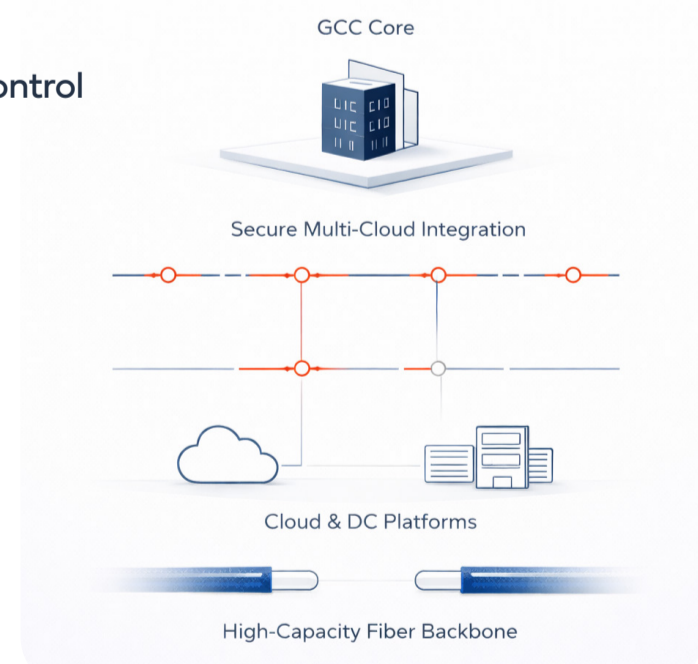 GCC Core
ontrol
Secure Multi-Cloud Integration
Cloud & DC Platforms
High-Capacity Fiber Backbone